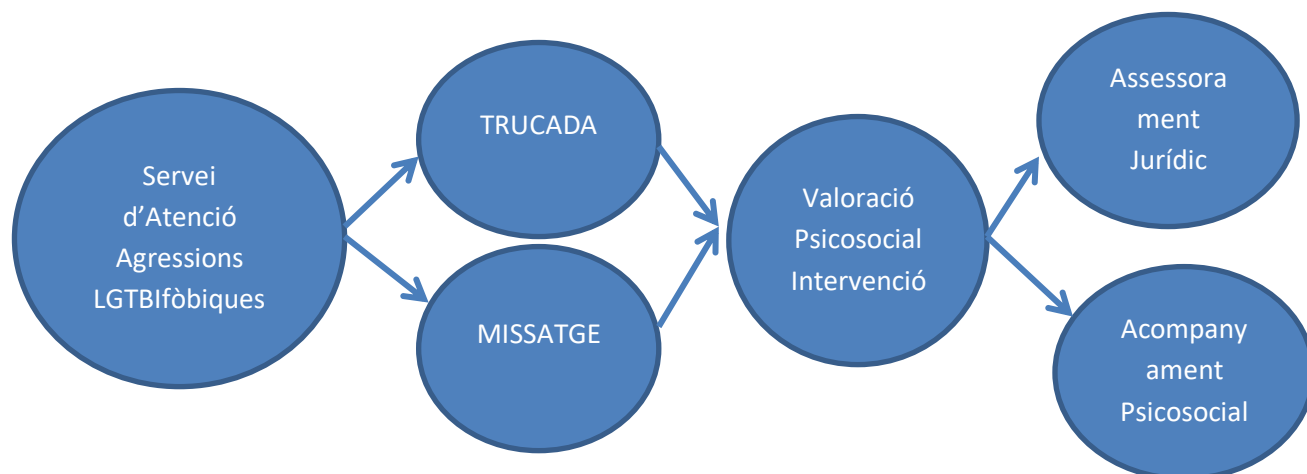 Servei
d’Atenció
Agressions
LGTBIfòbiques
TRUCADA
MISSATGE
Valoració
Psicosocial
Intervenció
Assessora
ment
Jurídic
Acompany
ament
Psicosocial